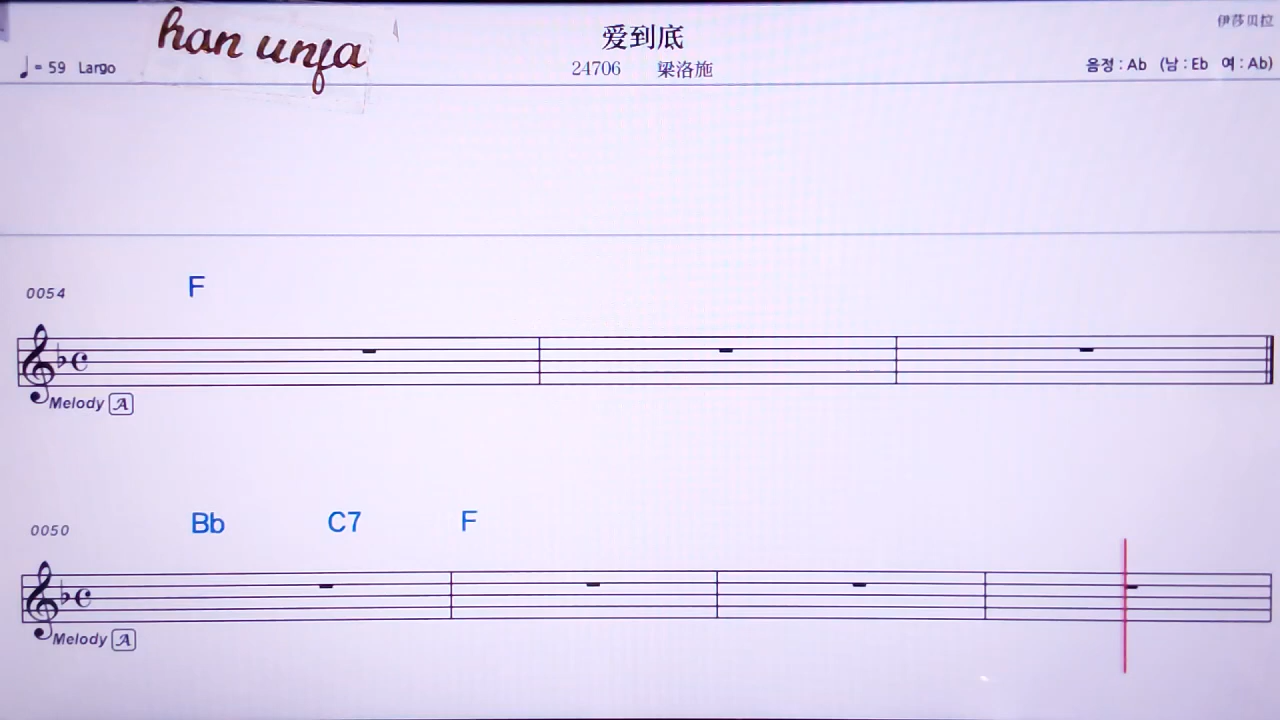 han unfa
爱到底
伊莎贝拉
♩ = 59 Largo
24706 梁洛施
음정 : Ab (남 : Eb 여 : Ab)
0054 F
Melody A
0050 Bb C7 F
Melody A